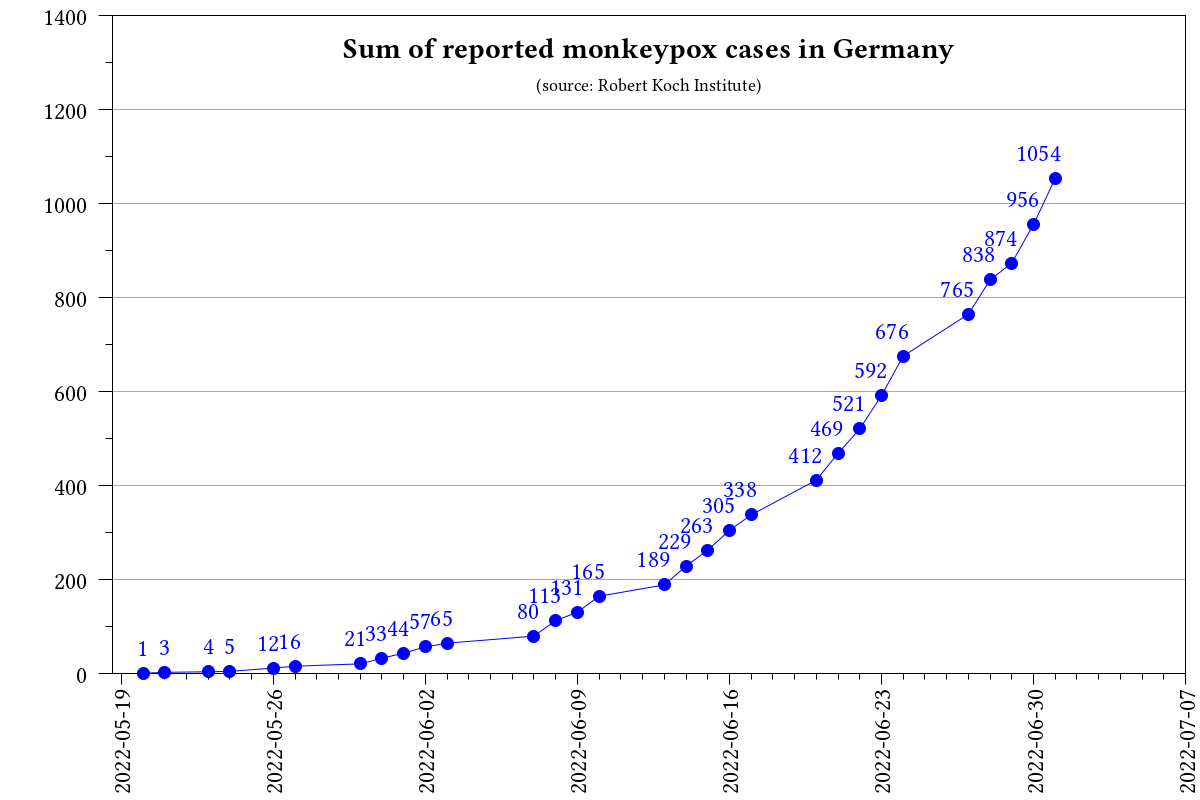 Sum of reported monkeypox cases in Germany
(source: Robert Koch Institute)
1400
1200
1000
800
600
400
200
0
1 3 4 5 12 16 21 33 44 57 65 80 113 131 165 189 229 263 305 338 412 469 521 592 676 765 838 874 956 1054
2022-05-19 2022-05-26 2022-06-02 2022-06-09 2022-06-16 2022-06-23 2022-06-30 2022-07-07